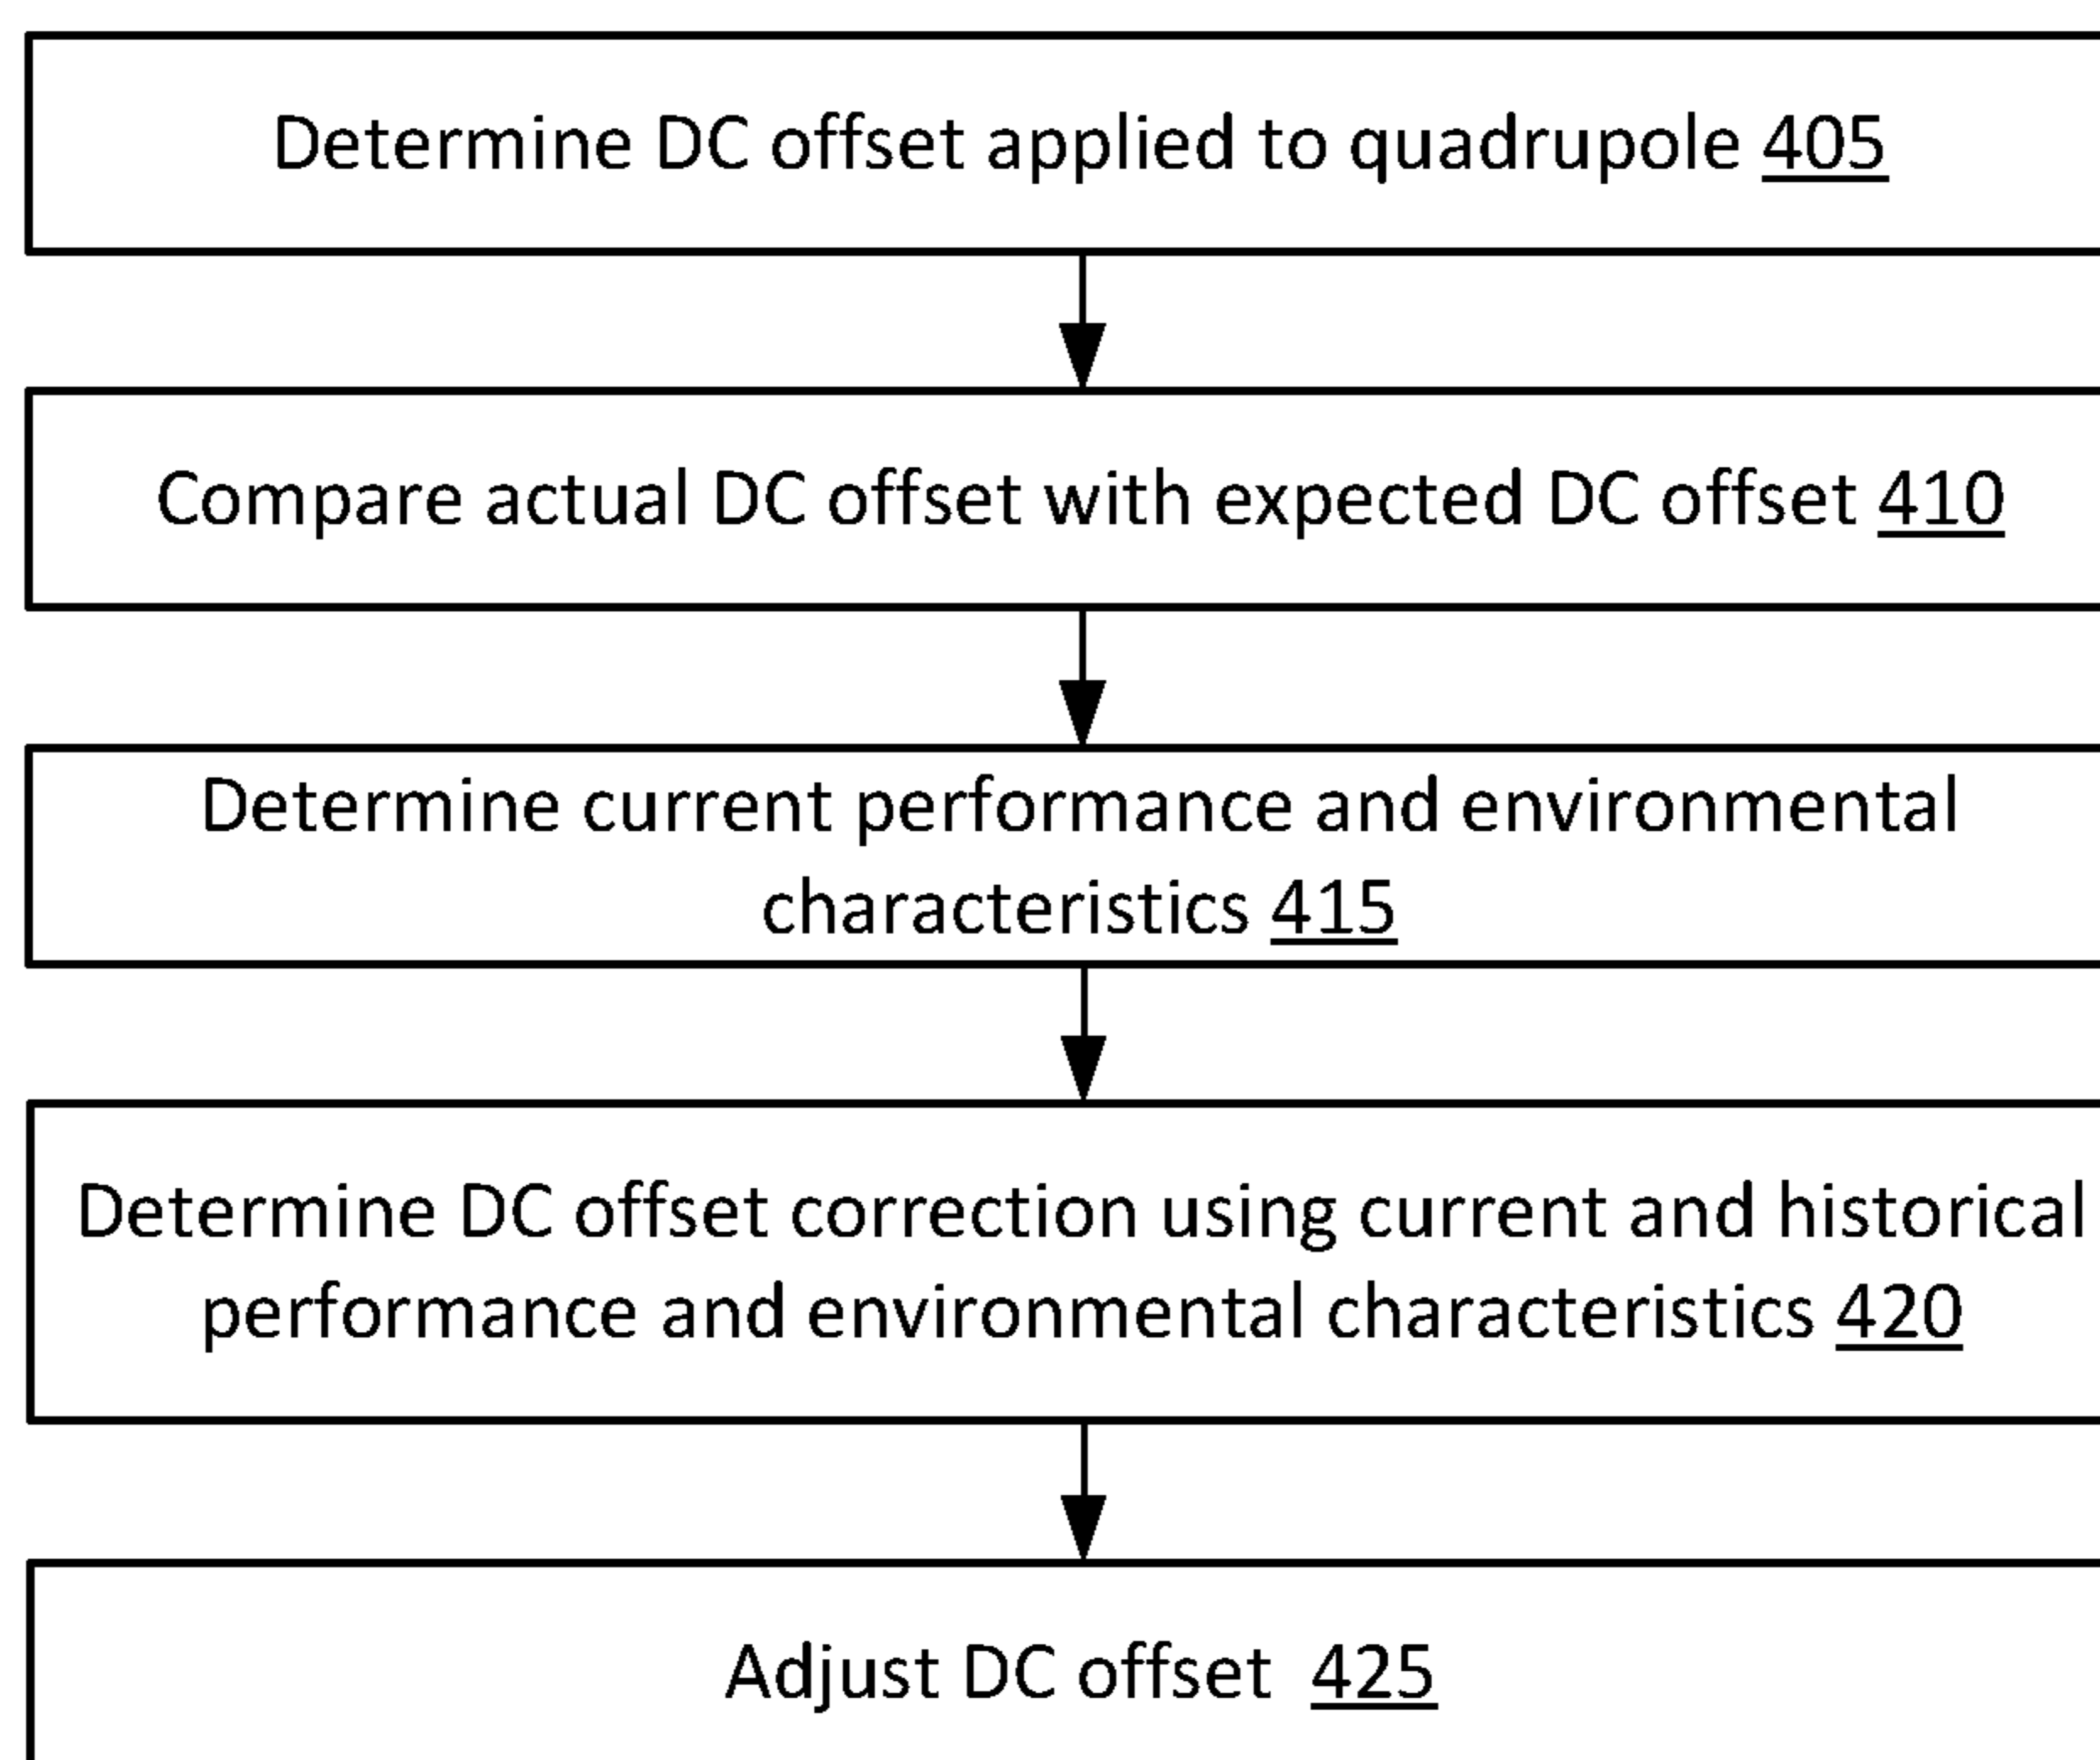 Determine DC offset applied to quadrupole 405
Compare actual DC offset with expected DC offset 410
Determine current performance and environmental
characteristics 415
Determine DC offset correction using current and historical
performance and environmental characteristics 420
Adjust DC offset 425